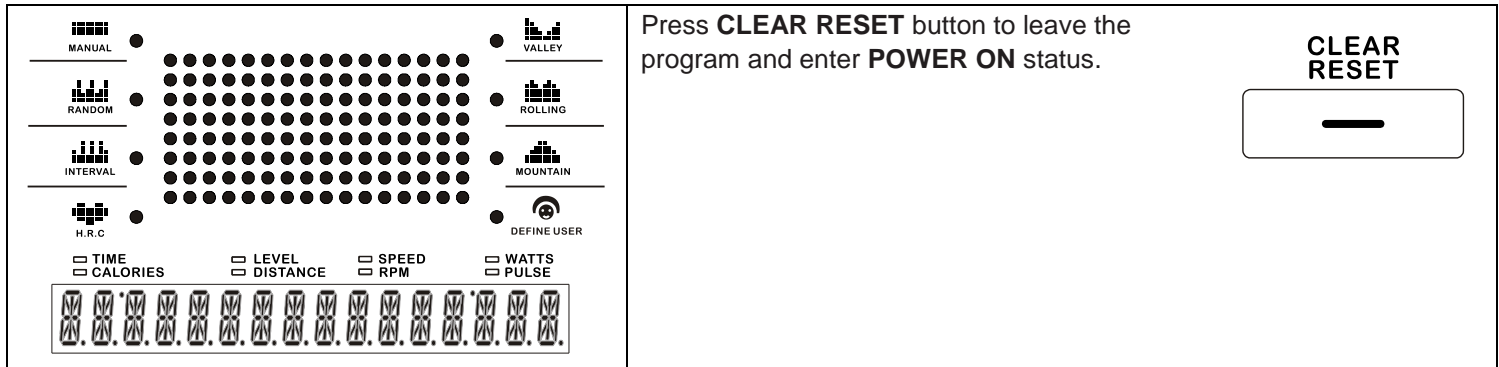 MANUAL
VALLEY
RANDOM
ROLLING
INTERVAL
MOUNTAIN
H.R.C
DEFINE USER
TIME LEVEL SPEED WATTS
CALORIES DISTANCE RPM PULSE
Press CLEAR RESET button to leave the
program and enter POWER ON status.
CLEAR
RESET